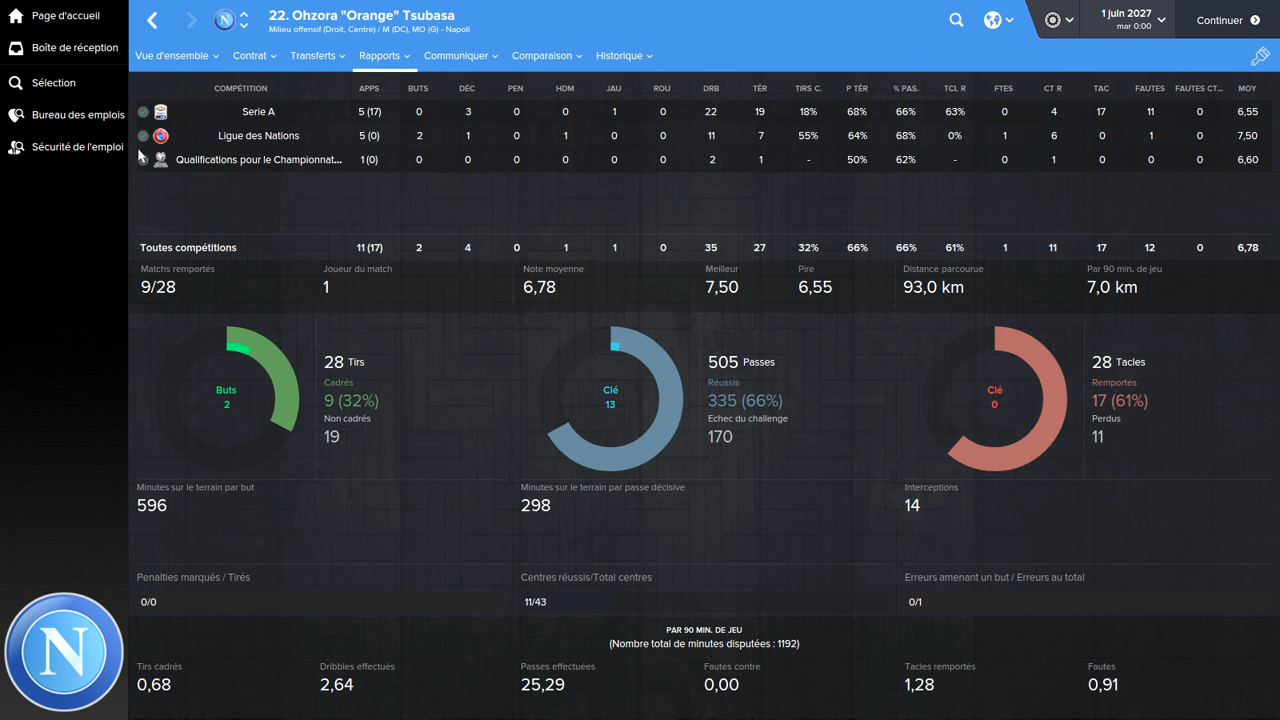 Page d'accueil
Boîte de réception
Sélection
Bureau des emplois
Sécurité de l'emploi
22. Ohzora "Orange" Tsubasa
Milieu offensif (Droit, Centre) / M (DC), MO (G) - Napoli
1 juin 2027
mar 0:00
Continuer
Vue d'ensemble Contrat Transferts Rapports Communiquer Comparaison Historique
COMPÉTITION APPS BUTS DÉC PEN HDM JAU ROU DRB TÉR TIRS C. P TÉR % PAS. TCL R FTES CT R TAC FAUTES FAUTES CT... MOY
Serie A 5 (17) 0 3 0 0 1 0 22 19 18% 68% 66% 63% 0 4 17 11 0 6,55
Ligue des Nations 5 (0) 2 1 0 1 0 0 11 7 55% 64% 68% 0% 1 6 0 1 0 7,50
Qualifications pour le Championnat... 1 (0) 0 0 0 0 0 0 2 1 - 50% 62% - 0 1 0 0 0 6,60
Toutes compétitions 11 (17) 2 4 0 1 1 0 35 27 32% 66% 66% 61% 1 11 17 12 0 6,78
Matchs remportés Joueur du match Note moyenne Meilleur Pire Distance parcourue Par 90 min. de jeu
9/28 1 6,78 7,50 6,55 93,0 km 7,0 km
Buts
2
28 Tirs
Cadrés
9 (32%)
Non cadrés
19
Clé
13
505 Passes
Réussis
335 (66%)
Echec du challenge
170
Clé
0
28 Tacles
Remportés
17 (61%)
Perdus
11
Minutes sur le terrain par but Minutes sur le terrain par passe décisive Interceptions
596 298 14
Penalties marqués / Tirés Centres réussis/Total centres Erreurs amenant un but / Erreurs au total
0/0 11/43 0/1
PAR 90 MIN. DE JEU
(Nombre total de minutes disputées : 1192)
Tirs cadrés Dribbles effectués Passes effectuées Fautes contre Tacles remportés Fautes
0,68 2,64 25,29 0,00 1,28 0,91
N